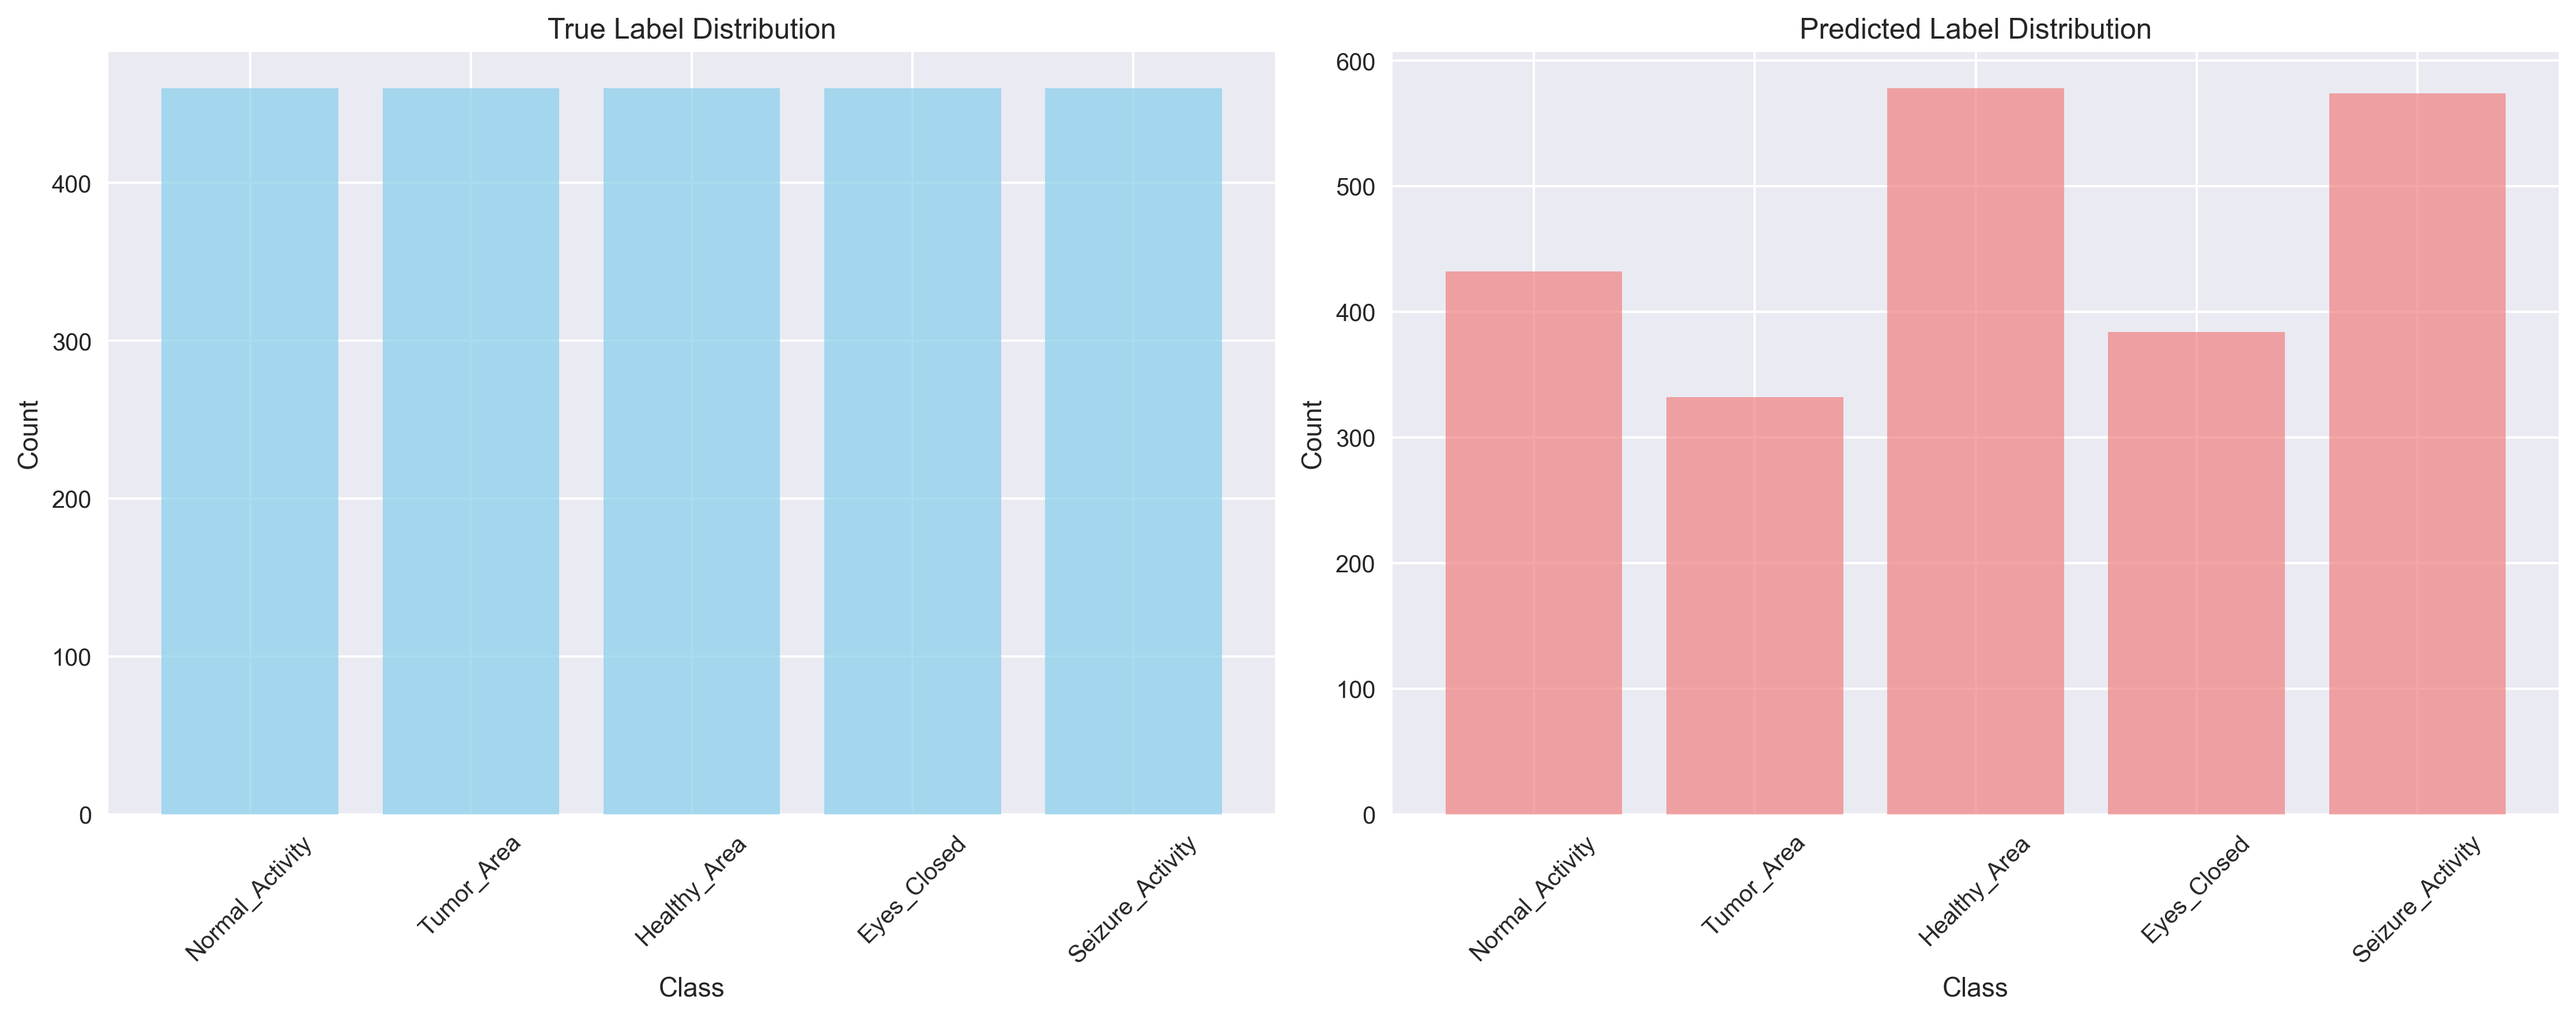 True Label Distribution
400
300
200
100
0
Count
Normal_Activity
Tumor_Area
Healthy_Area
Eyes_Closed
Seizure_Activity
Class
Predicted Label Distribution
600
500
400
300
200
100
0
Count
Normal_Activity
Tumor_Area
Healthy_Area
Eyes_Closed
Seizure_Activity
Class